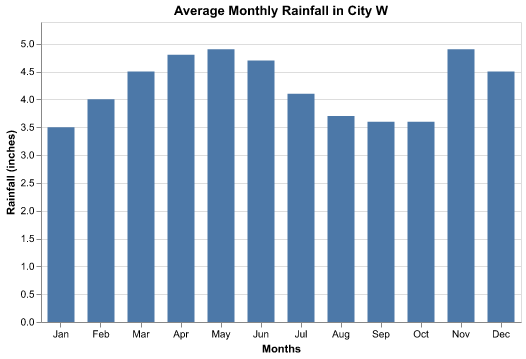 Average Monthly Rainfall in City W
5.0
4.5
4.0
3.5
3.0
2.5
2.0
1.5
1.0
0.5
0.0
Rainfall (inches)
Jan Feb Mar Apr May Jun Jul Aug Sep Oct Nov Dec
Months